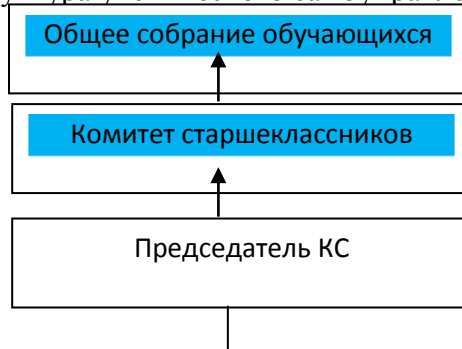 Общее собрание обучающихся
Комитет старшеклассников
Председатель КС